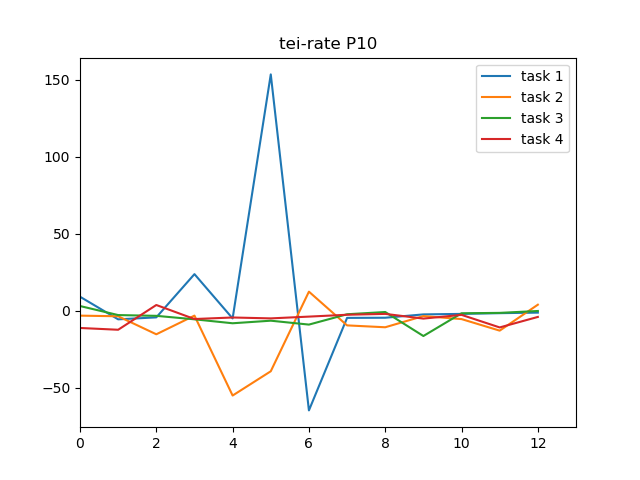 tei-rate P10
task 1
task 2
task 3
task 4
150
100
50
0
−50
0 2 4 6 8 10 12